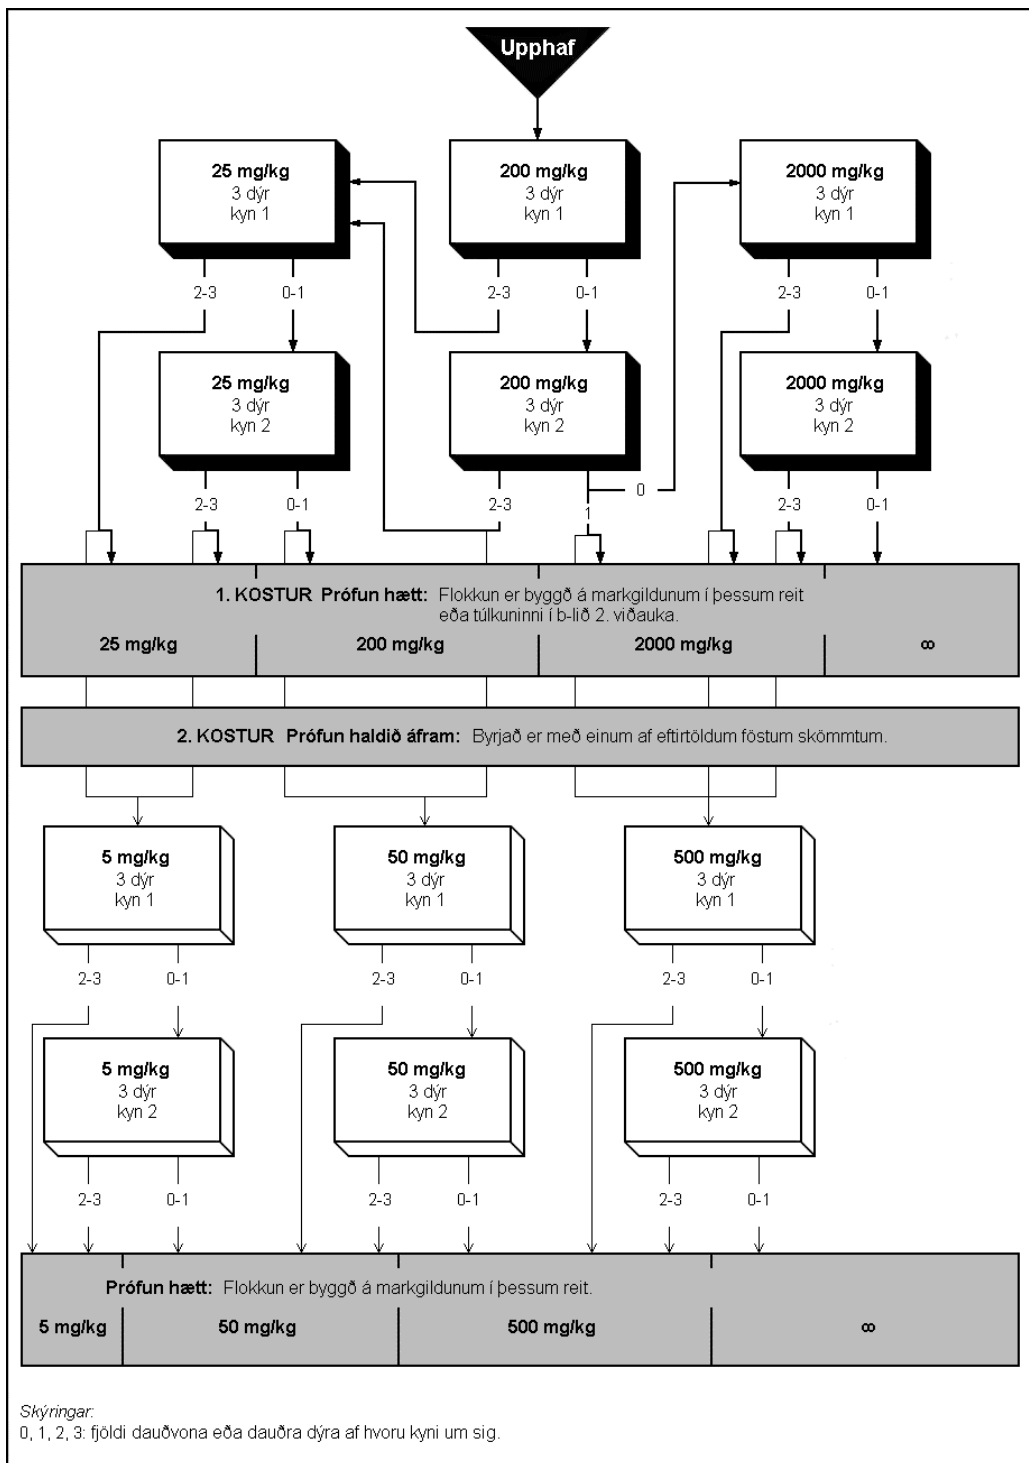 Upphaf
25 mg/kg
3 dýr
kyn 1
200 mg/kg
3 dýr
kyn 1
2000 mg/kg
3 dýr
kyn 1
2-3
0-1
2-3
0-1
2-3
0-1
25 mg/kg
3 dýr
kyn 2
200 mg/kg
3 dýr
kyn 2
2000 mg/kg
3 dýr
kyn 2
2-3
0-1
2-3
1
0
2-3
0-1
1. KOSTUR Prófun hætt: Flokkun er byggð á markgildunum í þessum reit
eða túlkuninni í b-lið 2. viðauka.
25 mg/kg
200 mg/kg
2000 mg/kg
∞
2. KOSTUR Prófun haldið áfram: Byrjað er með einum af eftirtöldum föstum skömmtum.
5 mg/kg
3 dýr
kyn 1
50 mg/kg
3 dýr
kyn 1
500 mg/kg
3 dýr
kyn 1
2-3
0-1
2-3
0-1
2-3
0-1
5 mg/kg
3 dýr
kyn 2
50 mg/kg
3 dýr
kyn 2
500 mg/kg
3 dýr
kyn 2
2-3
0-1
2-3
0-1
2-3
0-1
Prófun hætt: Flokkun er byggð á markgildunum í þessum reit.
5 mg/kg
50 mg/kg
500 mg/kg
∞
Skýringar:
0, 1, 2, 3: fjöldi dauðvona eða dauðra dýra af hvoru kyni um sig.